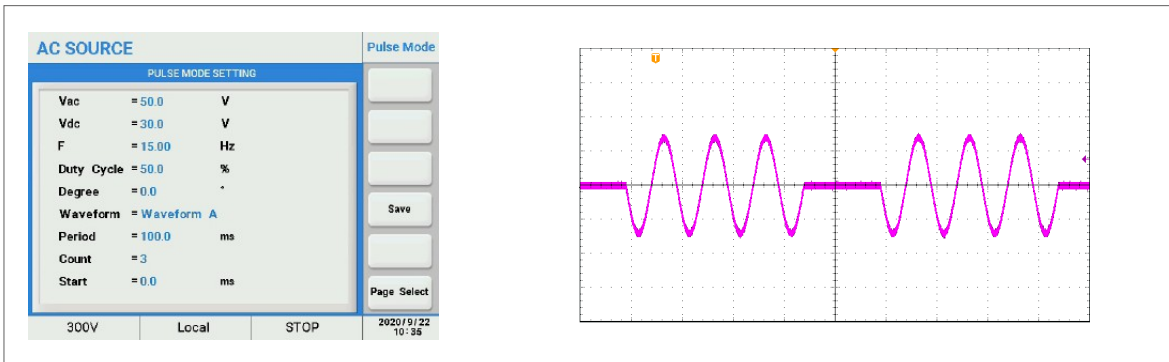 AC SOURCE
Pulse Mode
PULSE MODE SETTING
Vac = 50.0 V
Vdc = 30.0 V
F = 15.00 Hz
Duty Cycle = 50.0 %
Degree = 0.0 °
Waveform = Waveform A
Period = 100.0 ms
Count = 3
Start = 0.0 ms
Save
Page Select
300V Local STOP 2020/9/22
10:35
T